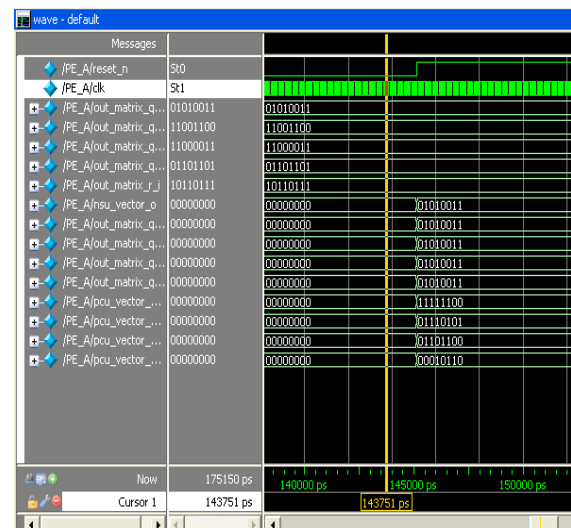 wave - default
Messages
/PE_A/reset_n St0
/PE_A/clk St1
/PE_A/out_matrix_q... 01010011 01010011
/PE_A/out_matrix_q... 11001100 11001100
/PE_A/out_matrix_q... 11000011 11000011
/PE_A/out_matrix_q... 01101101 01101101
/PE_A/out_matrix_r_i 10110111 10110111
/PE_A/nsu_vector_o 00000000 00000000 01010011
/PE_A/out_matrix_q... 00000000 00000000 01010011
/PE_A/out_matrix_q... 00000000 00000000 01010011
/PE_A/out_matrix_q... 00000000 00000000 01010011
/PE_A/out_matrix_q... 00000000 00000000 01010011
/PE_A/pcu_vector_... 00000000 00000000 11111100
/PE_A/pcu_vector_... 00000000 00000000 01110101
/PE_A/pcu_vector_... 00000000 00000000 01101100
/PE_A/pcu_vector_... 00000000 00000000 00010110
Now 175150 ps 140000 ps 145000 ps 150000 ps
Cursor 1 143751 ps 143751 ps